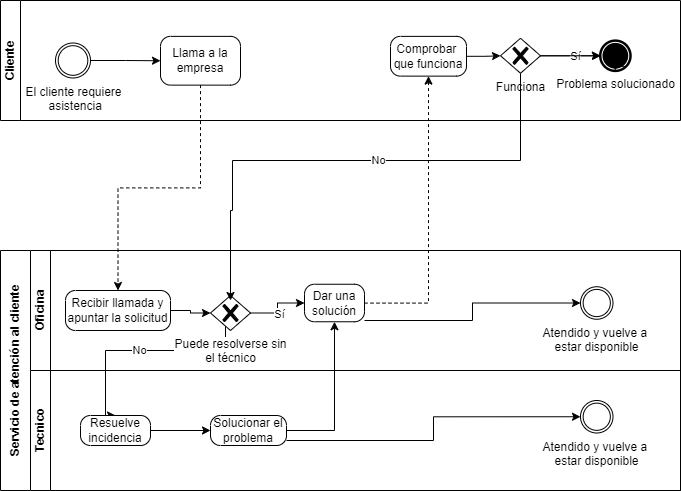 Cliente
El cliente requiere
asistencia
Llama a la
empresa
Comprobar
que funciona
Funciona
Sí
Problema solucionado
No
Servicio de atención al cliente
Oficina
Recibir llamada y
apuntar la solicitud
Puede resolverse sin
el técnico
Sí
Dar una
solución
Atendido y vuelve a
estar disponible
No
Tecnico
Resuelve
incidencia
Solucionar el
problema
Atendido y vuelve a
estar disponible